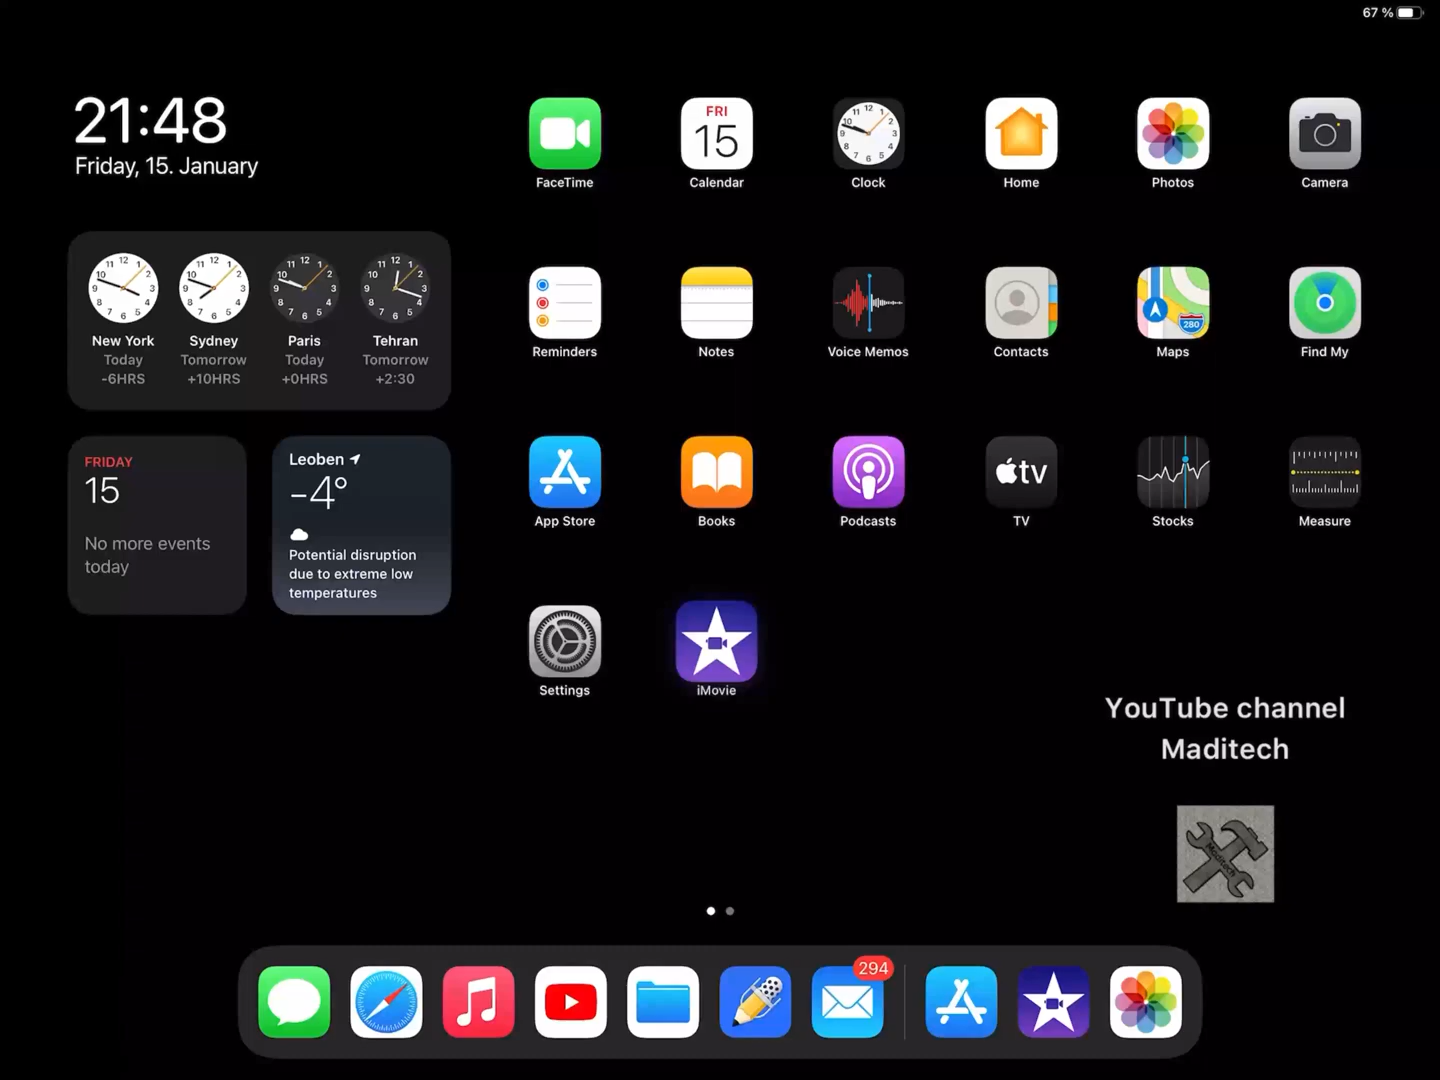 67 %
21:48
Friday, 15. January
New York
Today
-6HRS
Sydney
Tomorrow
+10HRS
Paris
Today
+0HRS
Tehran
Tomorrow
+2:30
FRIDAY
15
No more events
today
Leoben
-4°
Potential disruption
due to extreme low
temperatures
FaceTime
FRI
15
Calendar
Clock
Home
Photos
Camera
Reminders
Notes
Voice Memos
Contacts
280
Maps
Find My
App Store
Books
Podcasts
tv
TV
Stocks
Measure
Settings
iMovie
YouTube channel
Maditech
Maditech
294